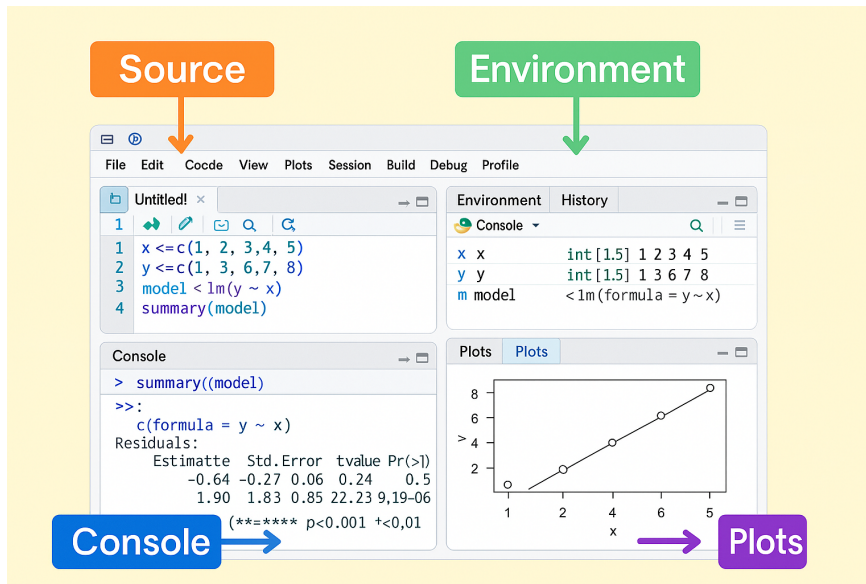 Source
Environment
File Edit Cocde View Plots Session Build Debug Profile
Untitled! ×
1
1 x <=c(1, 2, 3,4, 5)
2 y <=c(1, 3, 6,7, 8)
3 model < lm(y ~ x)
4 summary(model)
Environment History
Console
x x int[1.5] 1 2 3 4 5
y y int[1.5] 1 3 6 7 8
m model <1m(formula = y~x)
Console
> summary((model)
>>:
c(formula = y ~ x)
Residuals:
Estimatte Std.Error tvalue Pr(>1)
-0.64 -0.27 0.06 0.24 0.5
1.90 1.83 0.85 22.23 9,19-06
(**=**** p<0.001 +<0,01
Plots Plots
8
6
4
2
1 2 4 6 5
x
Console
Plots